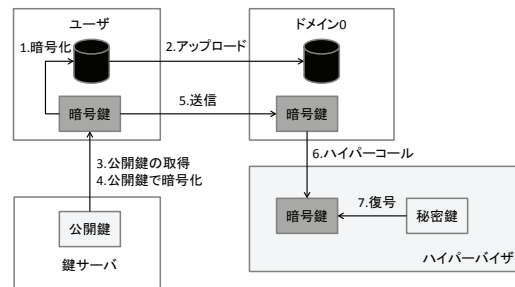 ユーザ
ドメイン0
1.暗号化
2.アップロード
暗号鍵
5.送信
暗号鍵
3.公開鍵の取得
4.公開鍵で暗号化
6.ハイパーコール
公開鍵
鍵サーバ
暗号鍵
7.復号
秘密鍵
ハイパーバイザ